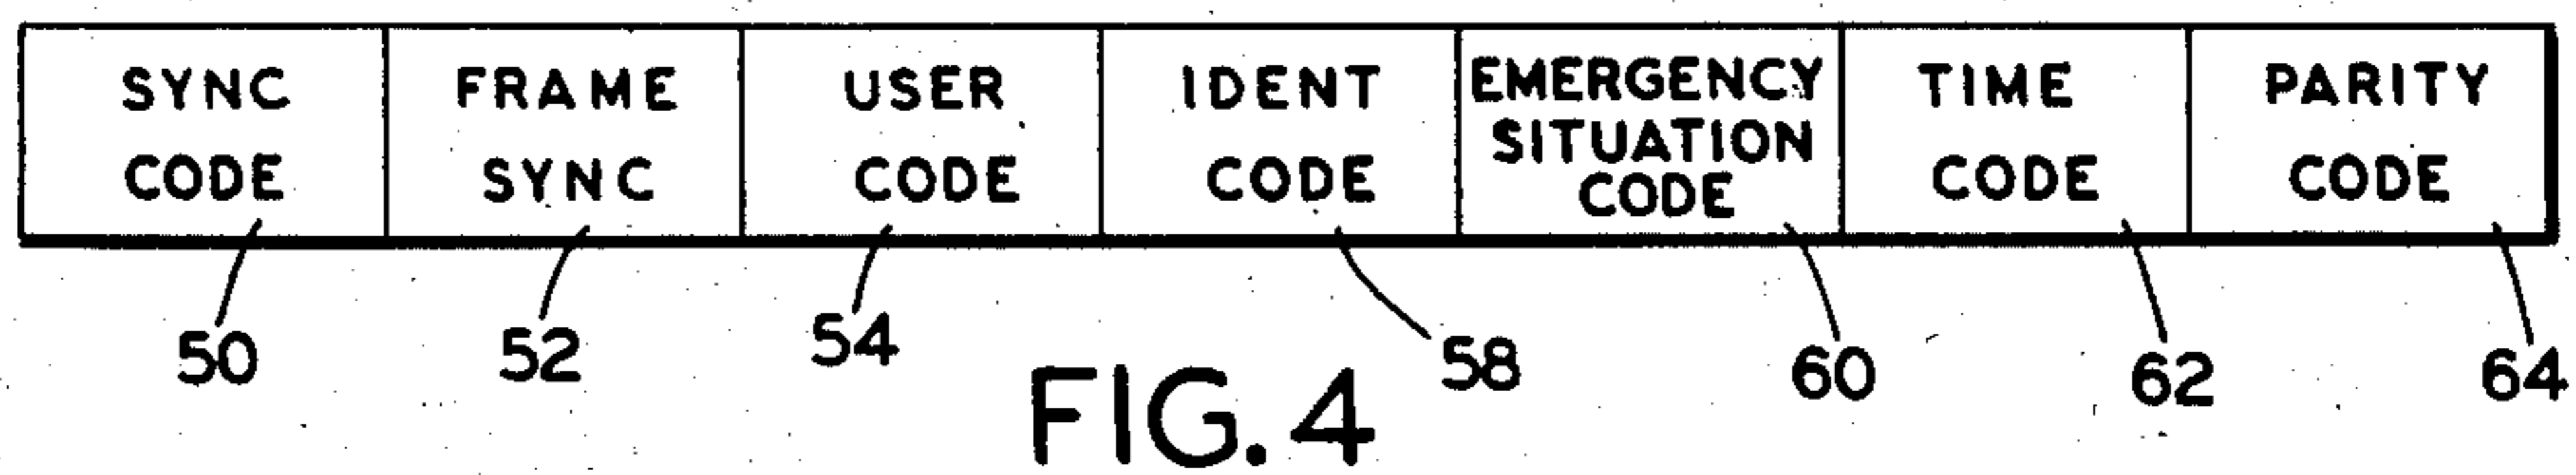 SYNC
CODE
FRAME
SYNC
USER
CODE
IDENT
CODE
EMERGENCY
SITUATION
CODE
TIME
CODE
PARITY
CODE
50
52
54
58
60
62
64
FIG. 4